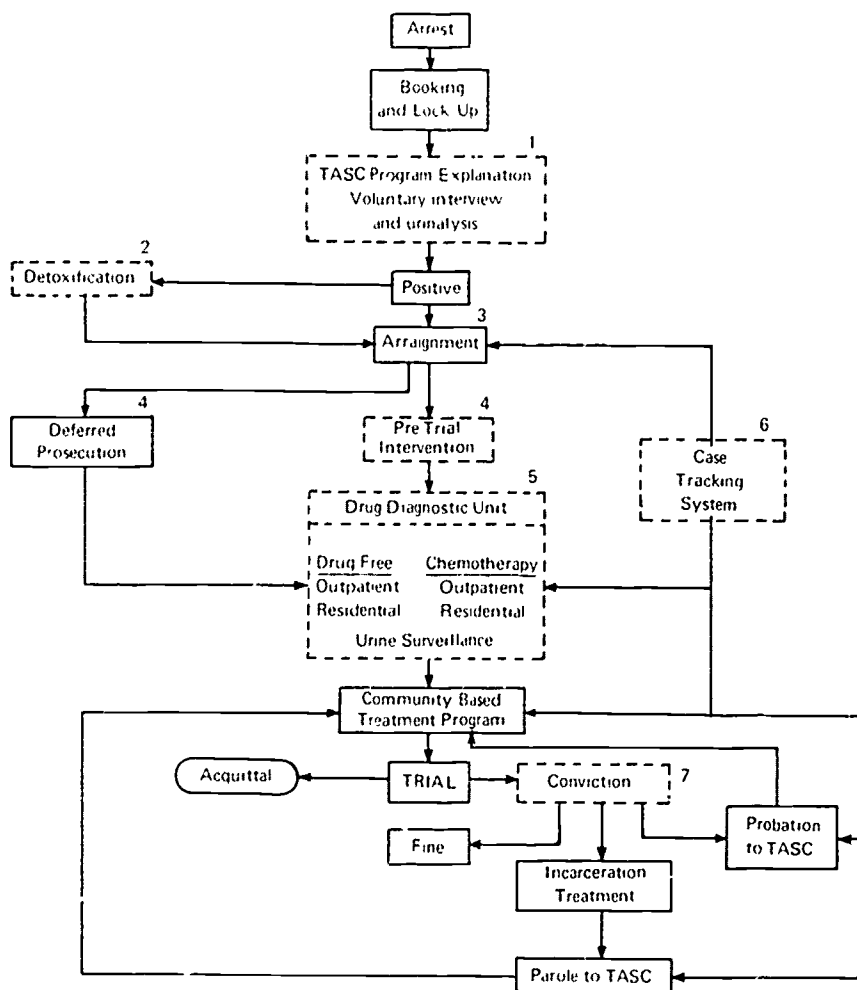 Arrest
Booking
and Lock Up
1
TASC Program Explanation
Voluntary interview
and urinalysis
2
Detoxification
Positive
3
Arraignment
4
Deferred
Prosecution
4
Pre Trial
Intervention
6
Case
Tracking
System
5
Drug Diagnostic Unit
Drug Free
Outpatient
Residential
Chemotherapy
Outpatient
Residential
Urine Surveillance
Community Based
Treatment Program
Acquittal
TRIAL
Conviction
7
Fine
Probation
to TASC
Incarceration
Treatment
Parole to TASC